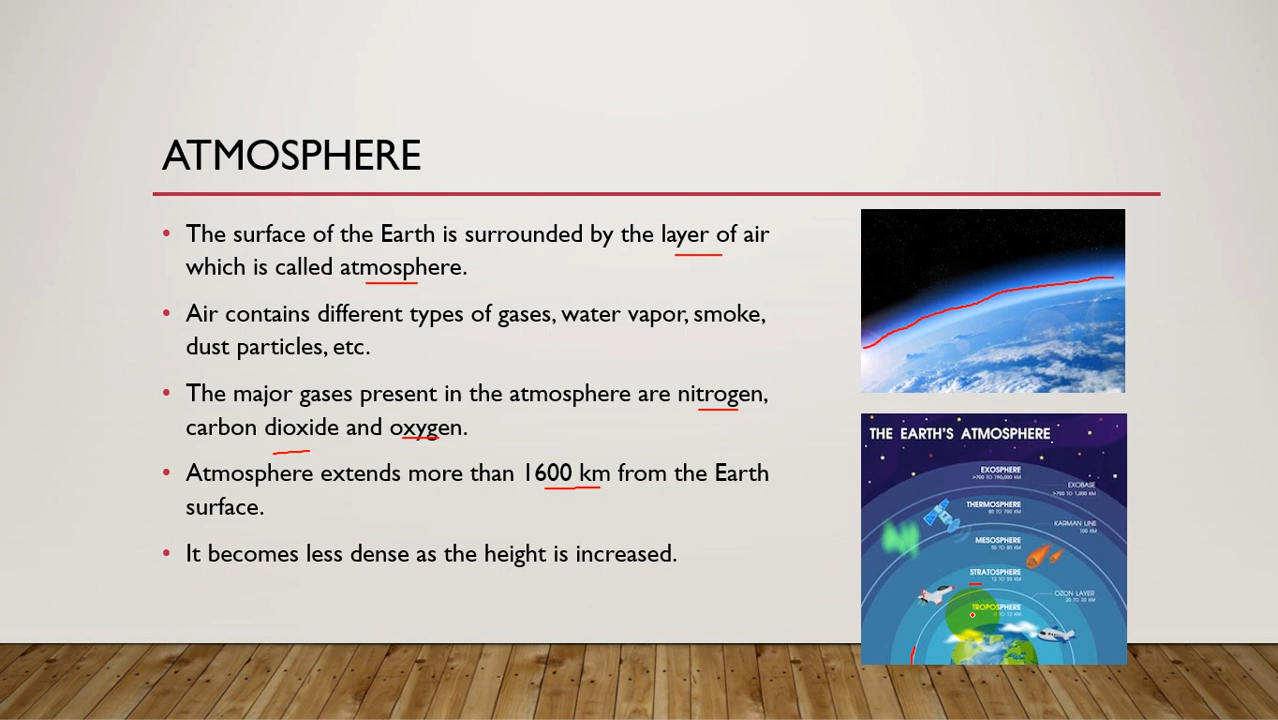 ATMOSPHERE
• The surface of the Earth is surrounded by the layer of air
which is called atmosphere.
• Air contains different types of gases, water vapor, smoke,
dust particles, etc.
• The major gases present in the atmosphere are nitrogen,
carbon dioxide and oxygen.
• Atmosphere extends more than 1600 km from the Earth
surface.
• It becomes less dense as the height is increased.
THE EARTH'S ATMOSPHERE
EXOSPHERE
>700 TO 190,000 KM
EXOBASE
>700 TO 1,000 KM
THERMOSPHERE
80 TO 700 KM
KARMAN LINE
100 KM
MESOSPHERE
50 TO 80 KM
STRATOSPHERE
12 TO 50 KM
OZON LAYER
20 TO 30 KM
TROPOSPHERE
TO 12 KM